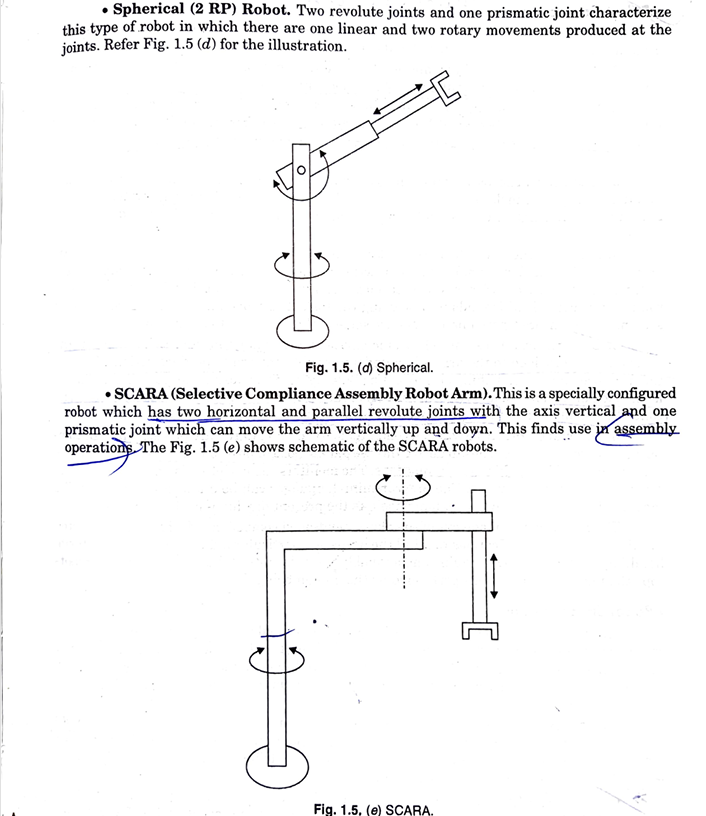 • Spherical (2 RP) Robot. Two revolute joints and one prismatic joint characterize
this type of robot in which there are one linear and two rotary movements produced at the
joints. Refer Fig. 1.5 (d) for the illustration.
Fig. 1.5. (d) Spherical.
• SCARA (Selective Compliance Assembly Robot Arm). This is a specially configured
robot which has two horizontal and parallel revolute joints with the axis vertical and one
prismatic joint which can move the arm vertically up and down. This finds use in assembly
operations. The Fig. 1.5 (e) shows schematic of the SCARA robots.
Fig. 1.5. (e) SCARA.